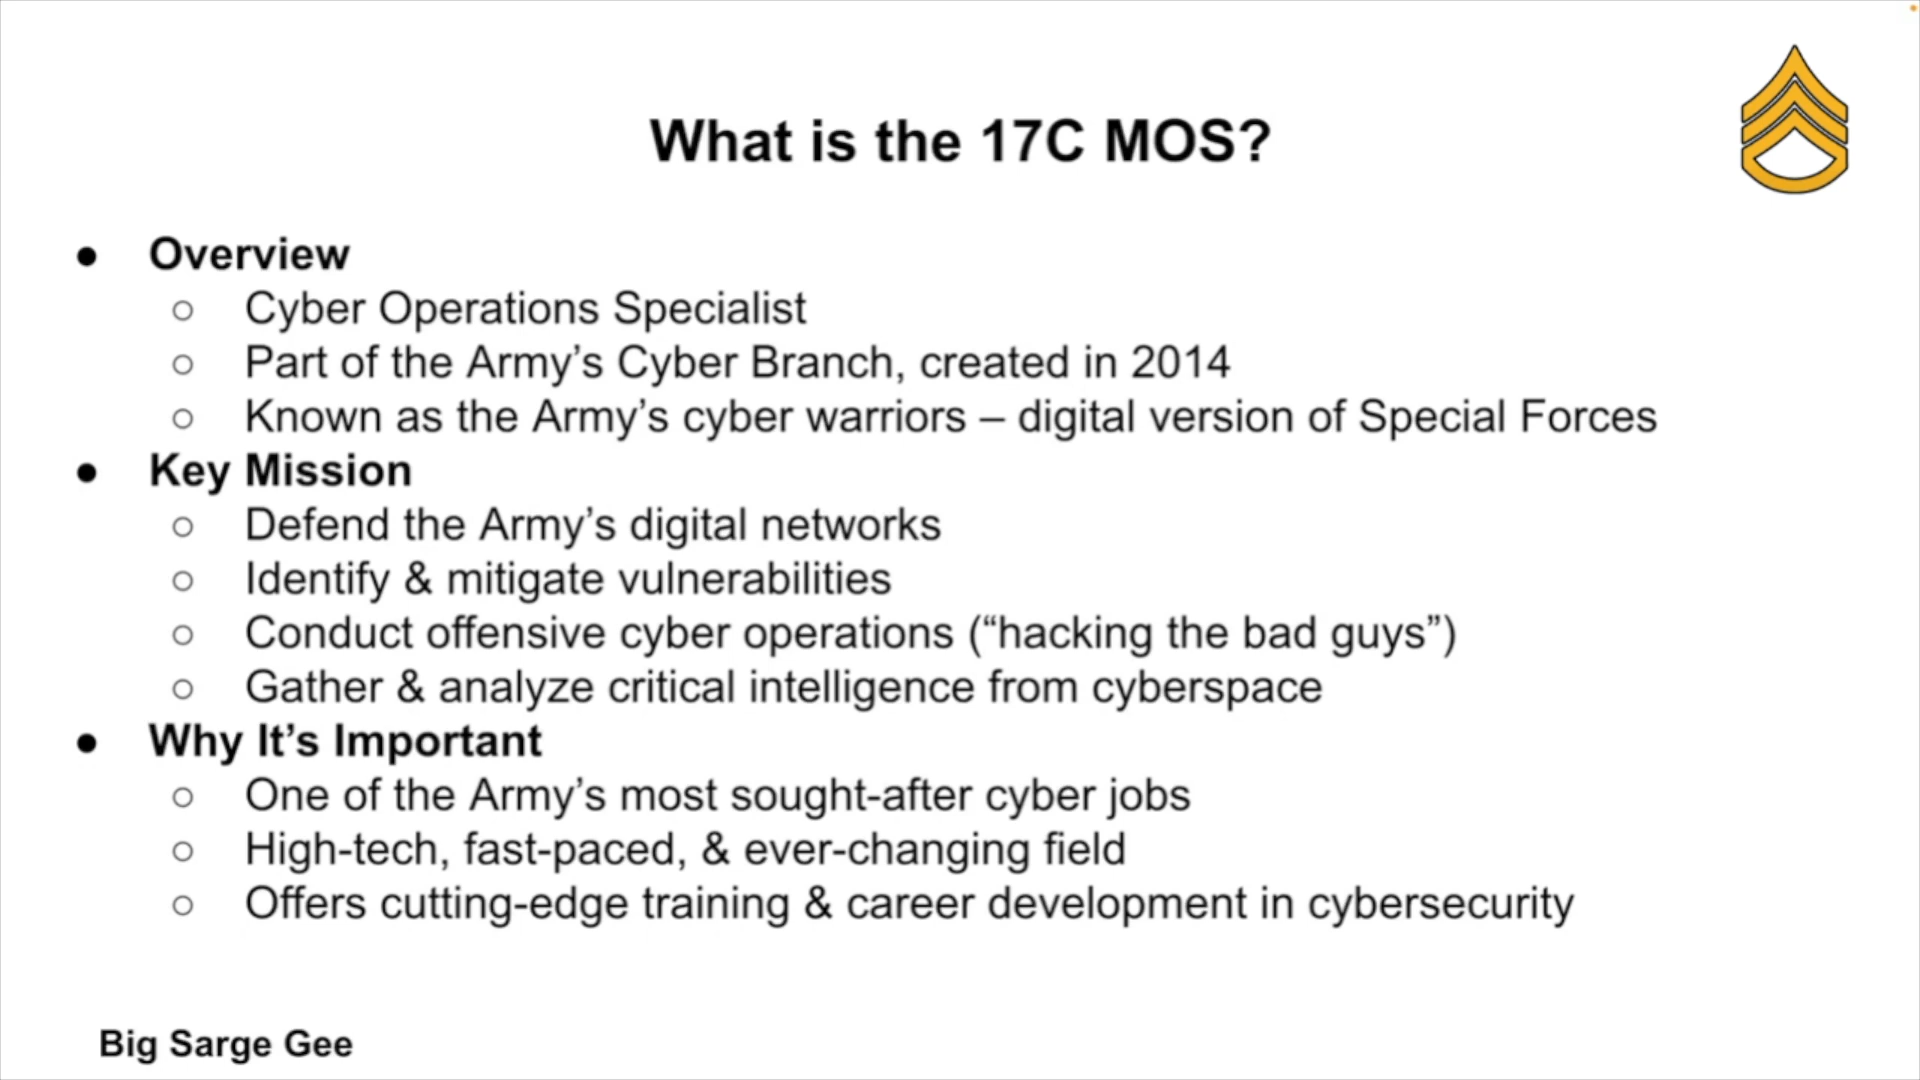 What is the 17C MOS?
● Overview
○ Cyber Operations Specialist
○ Part of the Army’s Cyber Branch, created in 2014
○ Known as the Army’s cyber warriors – digital version of Special Forces
● Key Mission
○ Defend the Army’s digital networks
○ Identify & mitigate vulnerabilities
○ Conduct offensive cyber operations (“hacking the bad guys”)
○ Gather & analyze critical intelligence from cyberspace
● Why It’s Important
○ One of the Army’s most sought-after cyber jobs
○ High-tech, fast-paced, & ever-changing field
○ Offers cutting-edge training & career development in cybersecurity
Big Sarge Gee